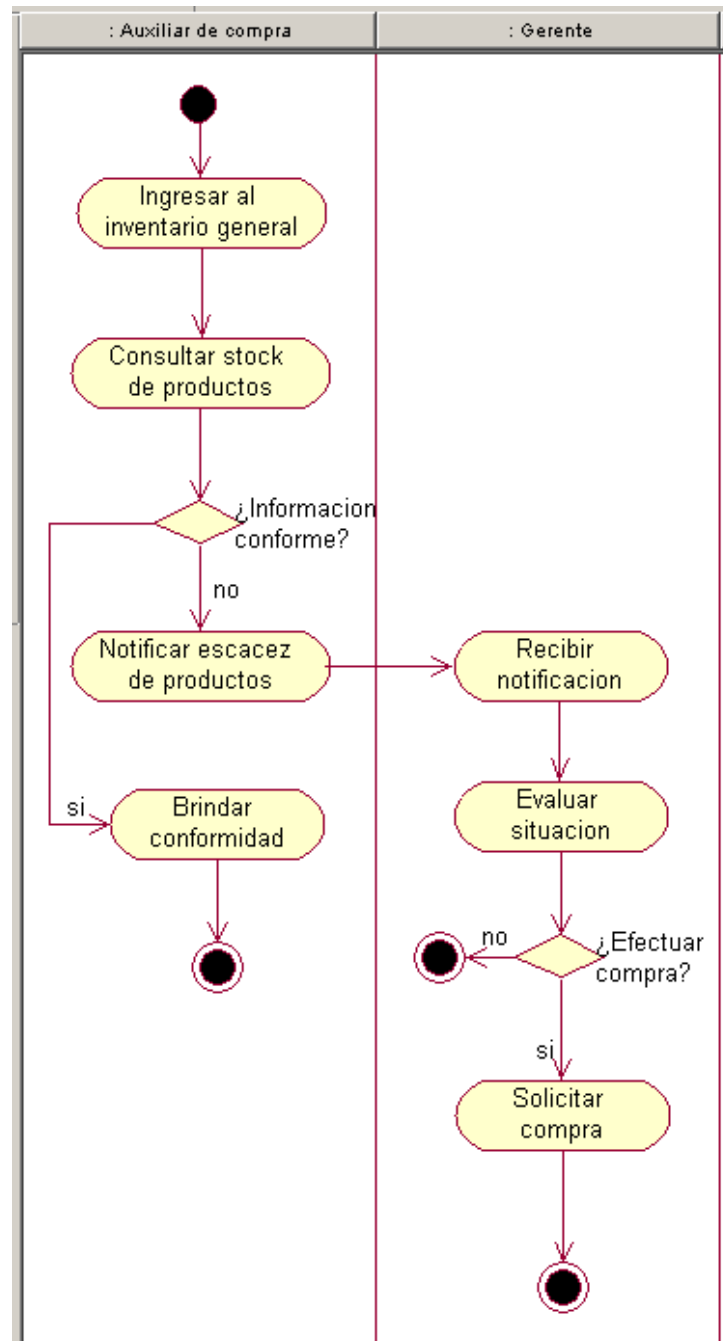 : Auxiliar de compra
: Gerente
Ingresar al
inventario general
Consultar stock
de productos
¿Informacion
conforme?
no
Notificar escacez
de productos
Recibir
notificacion
si
Brindar
conformidad
Evaluar
situacion
no
¿Efectuar
compra?
si
Solicitar
compra